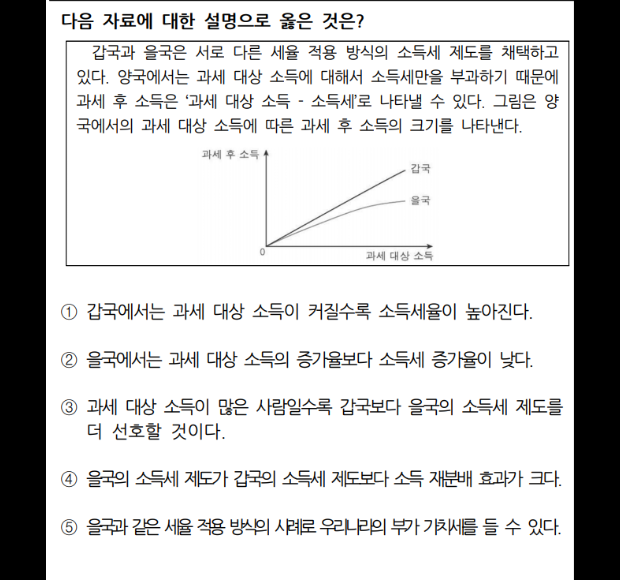 다음 자료에 대한 설명으로 옳은 것은?
갑국과 을국은 서로 다른 세율 적용 방식의 소득세 제도를 채택하고
있다. 양국에서는 과세 대상 소득에 대해서 소득세만을 부과하기 때문에
과세 후 소득은 '과세 대상 소득 - 소득세'로 나타낼 수 있다. 그림은 양
국에서의 과세 대상 소득에 따른 과세 후 소득의 크기를 나타낸다.
과세 후 소득
갑국
을국
0
과세 대상 소득
① 갑국에서는 과세 대상 소득이 커질수록 소득세율이 높아진다.
② 을국에서는 과세 대상 소득의 증가율보다 소득세 증가율이 낮다.
③ 과세 대상 소득이 많은 사람일수록 갑국보다 을국의 소득세 제도를
더 선호할 것이다.
④ 을국의 소득세 제도가 갑국의 소득세 제도보다 소득 재분배 효과가 크다.
⑤ 을국과 같은 세율 적용 방식의 사례로 우리나라의 부가 가치세를 들 수 있다.